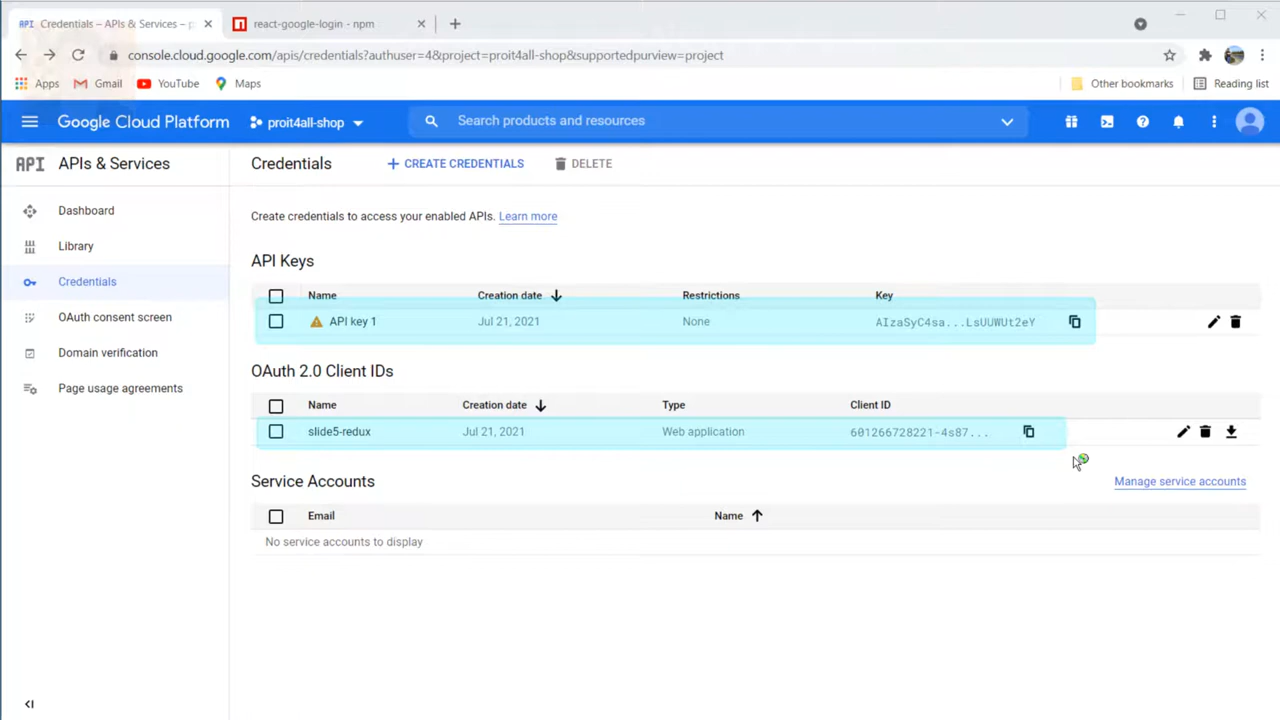 API Credentials – APIs & Services – p
react-google-login - npm
console.cloud.google.com/apis/credentials?authuser=4&project=proit4all-shop&supportedpurview=project
Apps Gmail YouTube Maps Other bookmarks Reading list
Google Cloud Platform proit4all-shop Search products and resources
API APIs & Services Credentials + CREATE CREDENTIALS DELETE
Dashboard
Library
Credentials
OAuth consent screen
Domain verification
Page usage agreements
Create credentials to access your enabled APIs. Learn more
API Keys
Name Creation date Restrictions Key
API key 1 Jul 21, 2021 None AIzaSyC4sa...LsUUWUt2eY
OAuth 2.0 Client IDs
Name Creation date Type Client ID
slide5-redux Jul 21, 2021 Web application 601266728221-4s87...
Service Accounts Manage service accounts
Email Name
No service accounts to display